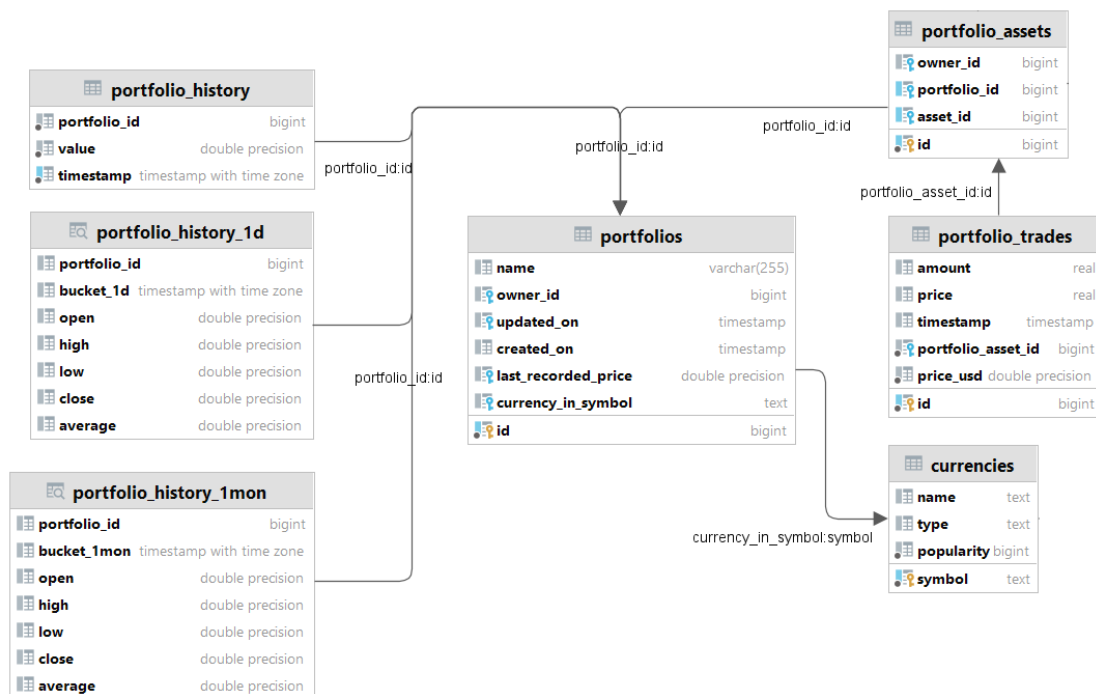 portfolio_assets
owner_id bigint
portfolio_id bigint
asset_id bigint
id bigint
portfolio_history
portfolio_id bigint
value double precision
timestamp timestamp with time zone
portfolio_id:id
portfolio_id:id
portfolio_id:id
portfolio_asset_id:id
portfolio_history_1d
portfolio_id bigint
bucket_1d timestamp with time zone
open double precision
high double precision
low double precision
close double precision
average double precision
portfolios
name varchar(255)
owner_id bigint
updated_on timestamp
created_on timestamp
last_recorded_price double precision
currency_in_symbol text
id bigint
portfolio_trades
amount real
price real
timestamp timestamp
portfolio_asset_id bigint
price_usd double precision
id bigint
portfolio_id:id
currencies
name text
type text
popularity bigint
symbol text
currency_in_symbol:symbol
portfolio_history_1mon
portfolio_id bigint
bucket_1mon timestamp with time zone
open double precision
high double precision
low double precision
close double precision
average double precision